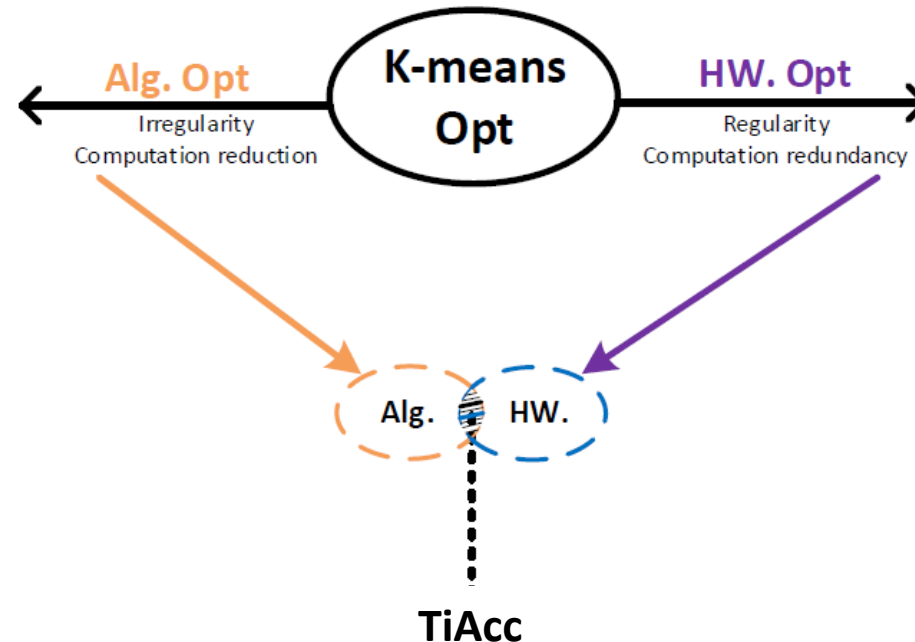 K-means
Opt
Alg. Opt
Irregularity
Computation reduction
HW. Opt
Regularity
Computation redundancy
Alg.
HW.
TiAcc